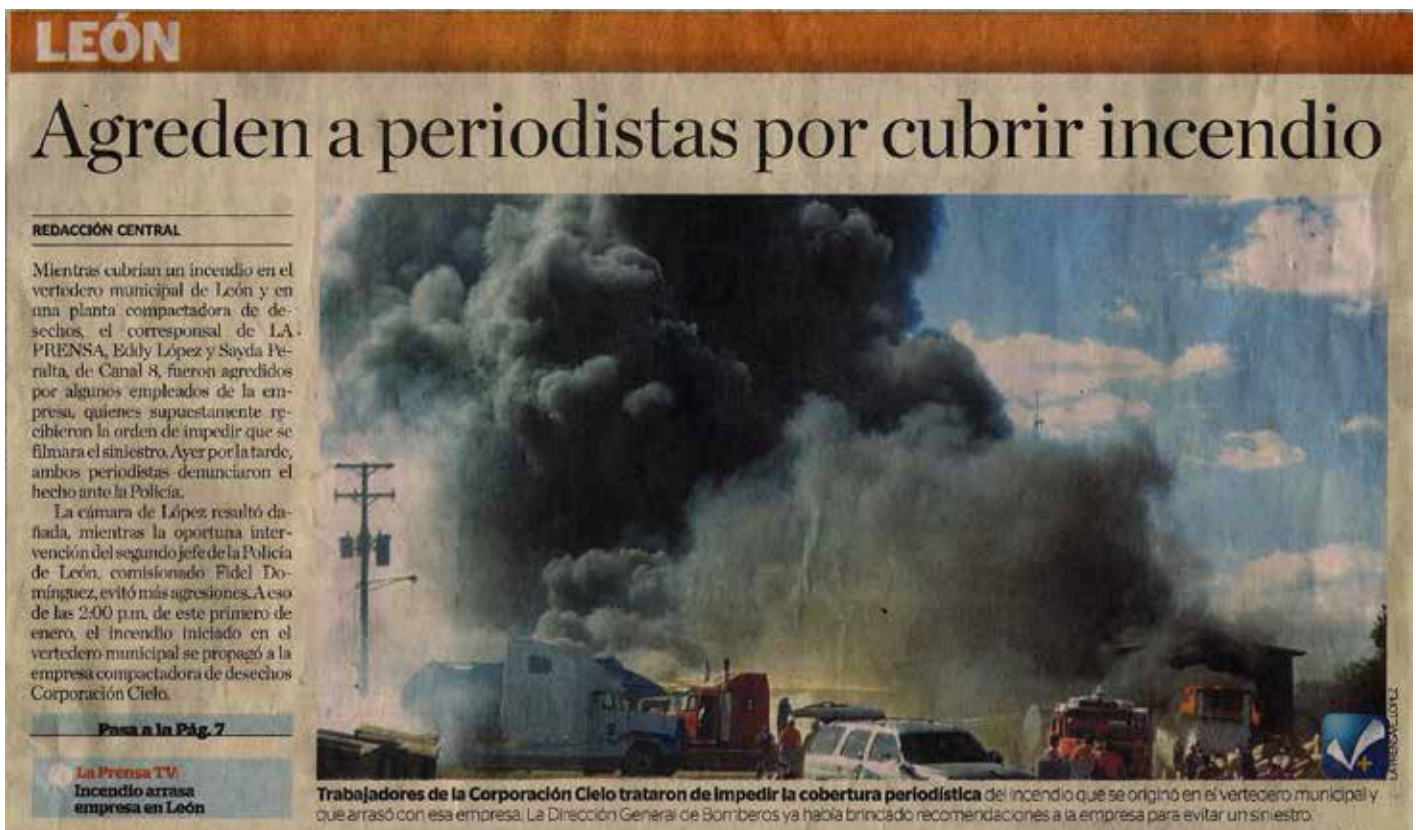 LEÓN
Agreden a periodistas por cubrir incendio
REDACCIÓN CENTRAL
Mientras cubrían un incendio en el
vertedero municipal de León y en
una planta compactadora de de-
sechos, el corresponsal de LA
PRENSA, Eddy López y Sayda Pe-
ralta, de Canal 8, fueron agredidos
por algunos empleados de la em-
presa, quienes supuestamente re-
cibieron la orden de impedir que se
filmara el siniestro. Ayer por la tarde,
ambos periodistas denunciaron el
hecho ante la Policía.
La cámara de López resultó da-
ñada, mientras la oportuna inter-
vención del segundo jefe de la Policía
de León, comisionado Fidel Do-
mínguez, evitó más agresiones. A eso
de las 2:00 p.m. de este primero de
enero, el incendio iniciado en el
vertedero municipal se propagó a la
empresa compactadora de desechos
Corporación Cielo.
Pasa a la Pág. 7
La Prensa TV:
Incendio arrasa
empresa en León
LA PRENSA/E. LÓPEZ
Trabajadores de la Corporación Cielo trataron de impedir la cobertura periodística del incendio que se originó en el vertedero municipal y
que arrasó con esa empresa. La Dirección General de Bomberos ya había brindado recomendaciones a la empresa para evitar un siniestro.